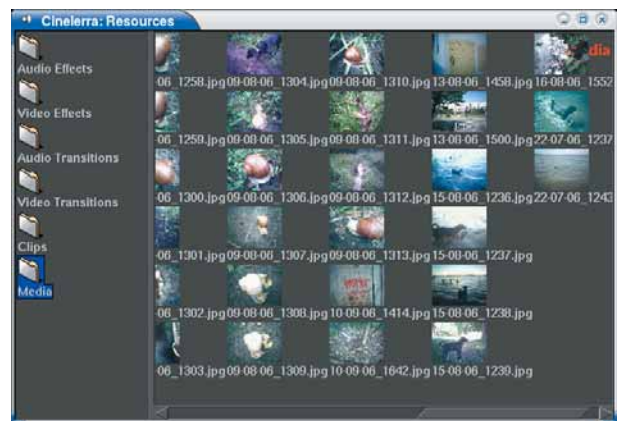 Cinelerra: Resources
Audio Effects
Video Effects
Audio Transitions
Video Transitions
Clips
Media
dia
-06_1258.jpg 09-08-06_1304.jpg 09-08-06_1310.jpg 13-08-06_1458.jpg 16-08-06_1552
-06_1259.jpg 09-08-06_1305.jpg 09-08-06_1311.jpg 13-08-06_1500.jpg 22-07-06_1237
-06_1300.jpg 09-08-06_1306.jpg 09-08-06_1312.jpg 15-08-06_1236.jpg 22-07-06_1243
-06_1301.jpg 09-08-06_1307.jpg 09-08-06_1313.jpg 15-08-06_1237.jpg
-06_1302.jpg 09-08-06_1308.jpg 10-09-06_1414.jpg 15-08-06_1238.jpg
-06_1303.jpg 09-08-06_1309.jpg 10-09-06_1642.jpg 15-08-06_1239.jpg